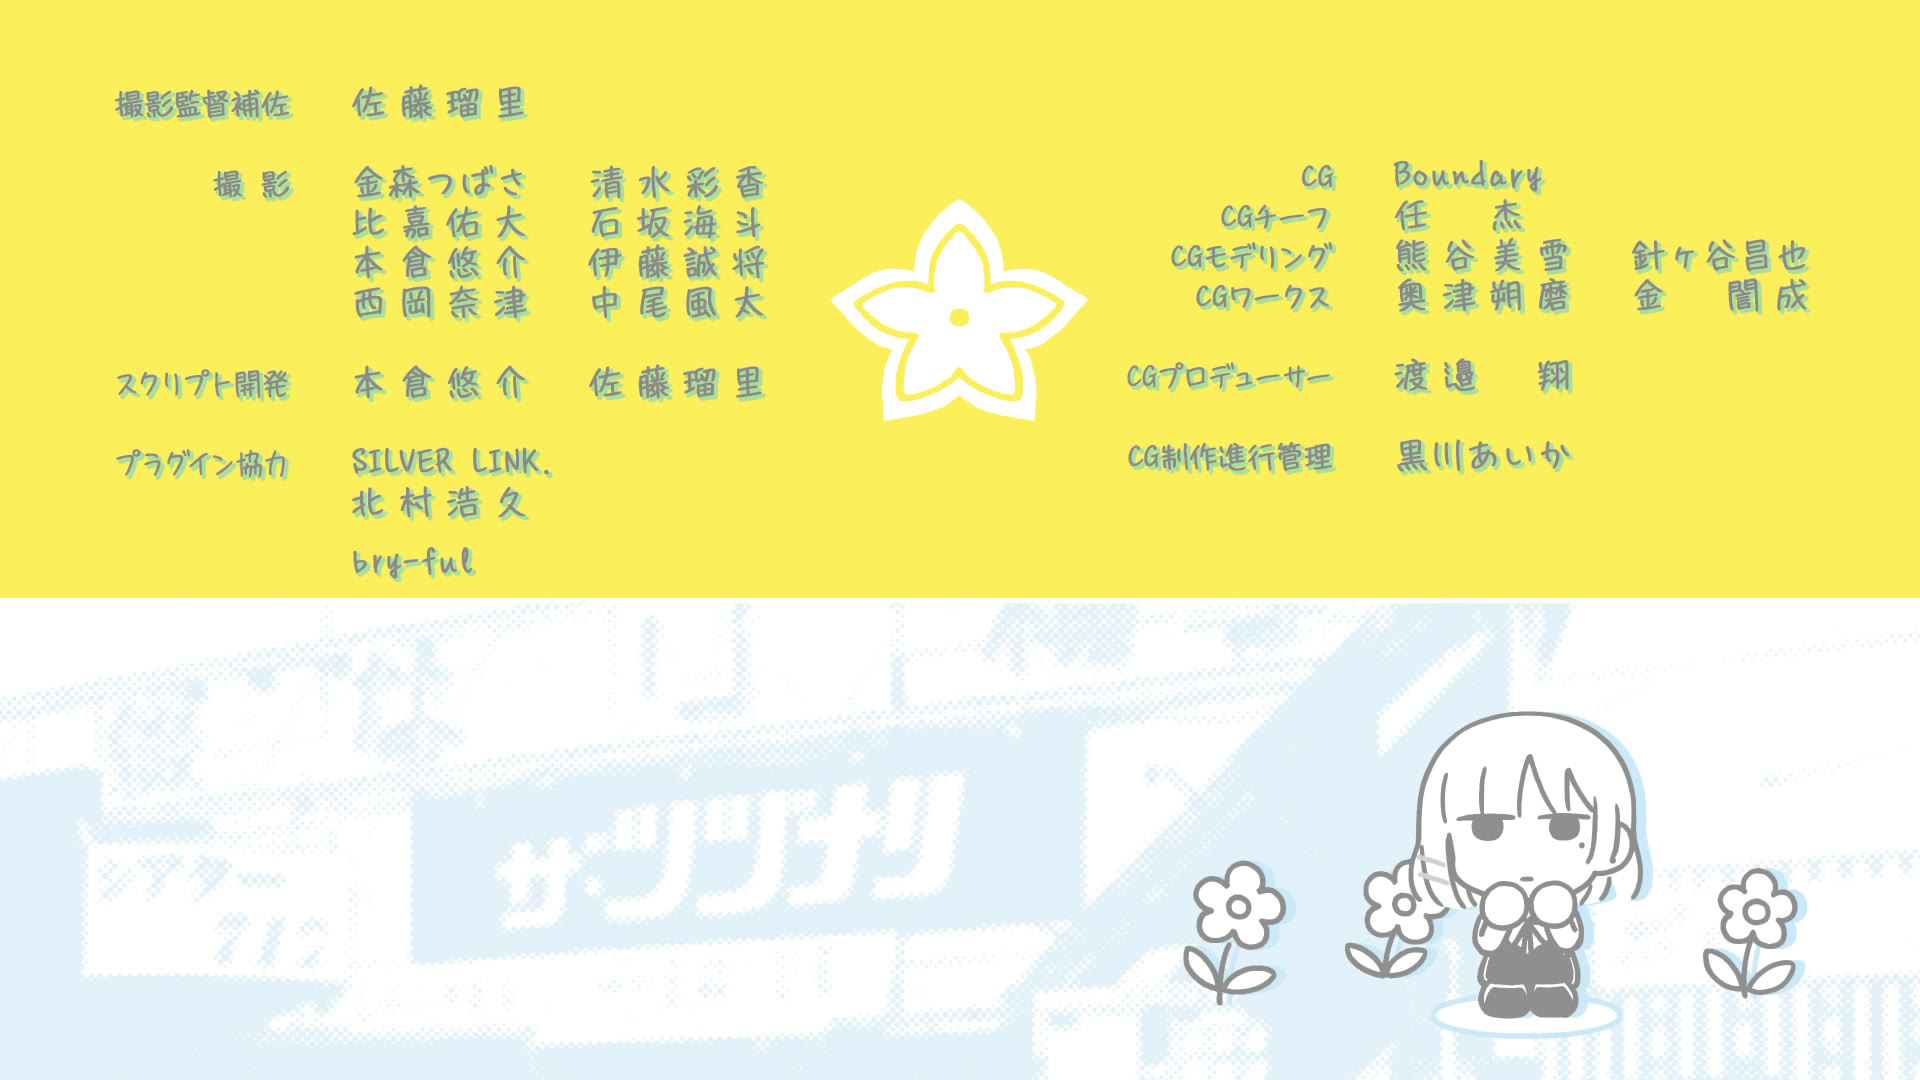 撮影監督補佐 佐藤瑠里
撮影 金森つばさ 清水彩香
比嘉佑大 石坂海斗
本倉悠介 伊藤誠将
西岡奈津 中尾風太
スクリプト開発 本倉悠介 佐藤瑠里
プラグイン協力 SILVER LINK.
北村浩久
bry-ful
CG Boundary
CGチーフ 任 杰
CGモデリング 熊谷美雪 針ヶ谷昌也
CGワークス 奥津朔磨 金 闇成
CGプロデューサー 渡邉 翔
CG制作進行管理 黒川あいか
サツツナリ
シアター
712